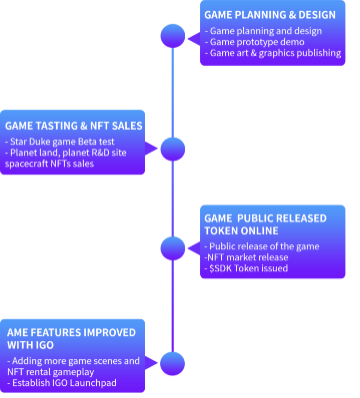 GAME PLANNING & DESIGN
- Game planning and design
- Game prototype demo
- Game art & graphics publishing
GAME TASTING & NFT SALES
- Star Duke game Beta test
- Planet land, planet R&D site
spacecraft NFTs sales
GAME PUBLIC RELEASED
TOKEN ONLINE
- Public release of the game
-NFT market release
- $SDK Token issued
AME FEATURES IMPROVED
WITH IGO
- Adding more game scenes and
NFT rental gameplay
- Establish IGO Launchpad